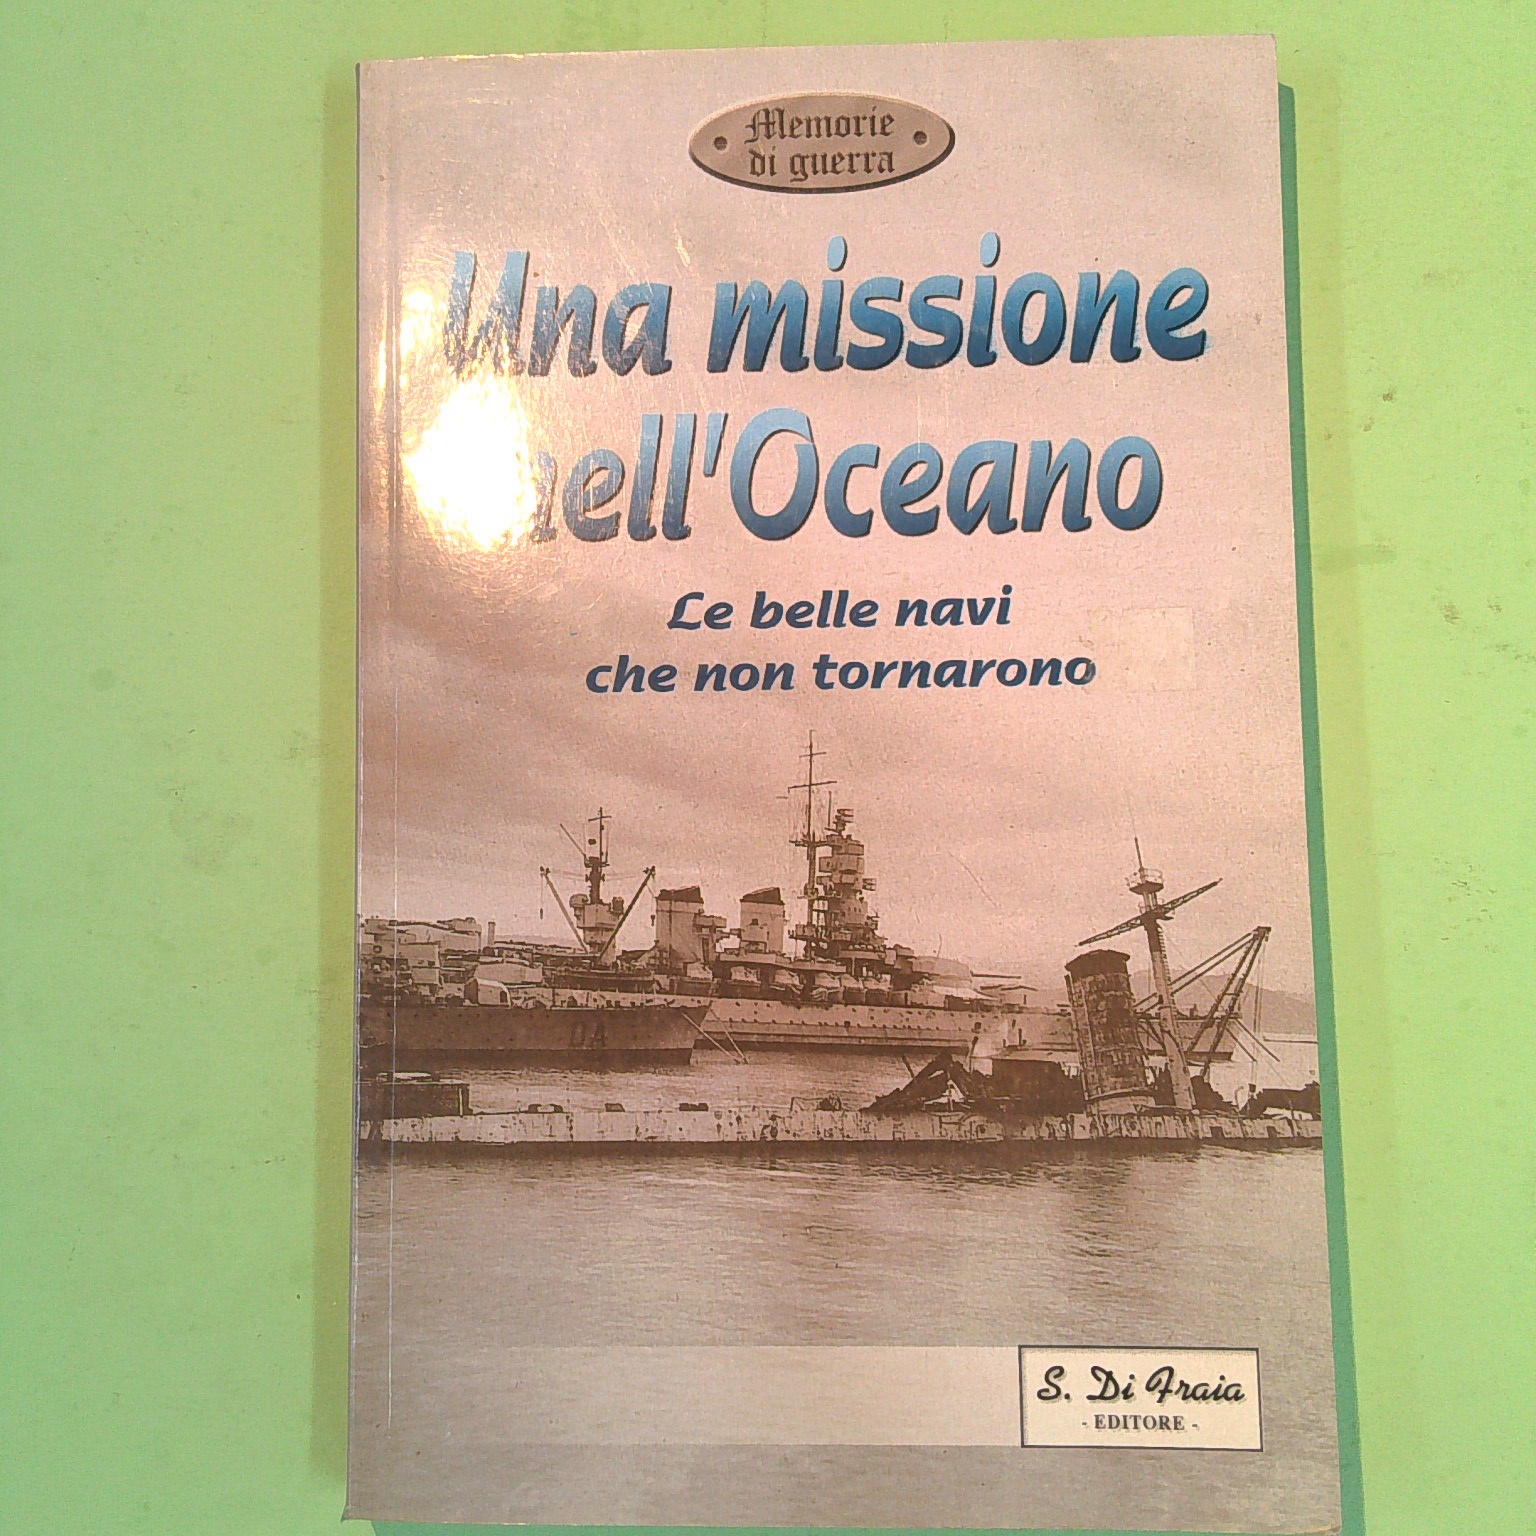 Memorie
di guerra
Una missione
nell'Oceano
Le belle navi
che non tornarono
DA
S. Di Fraia
- EDITORE -